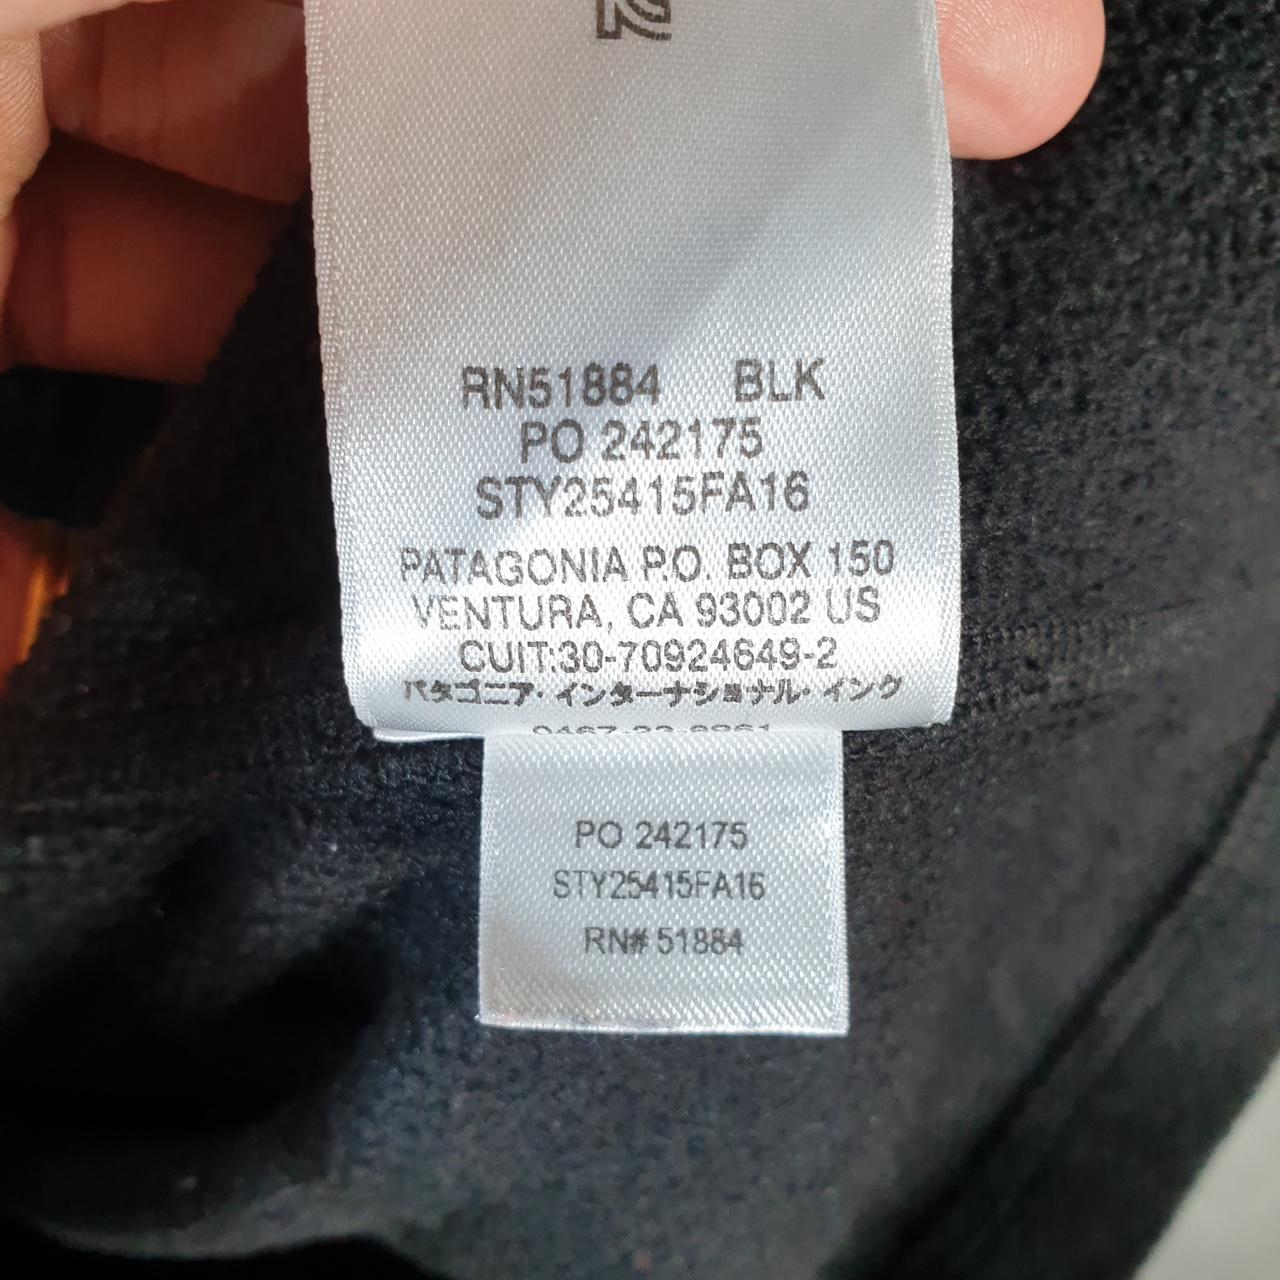 RN51884 BLK
PO 242175
STY25415FA16
PATAGONIA P.O. BOX 150
VENTURA, CA 93002 US
CUIT:30-70924649-2
パタゴニア・インターナショナル・インク
PO 242175
STY25415FA16
RN# 51884